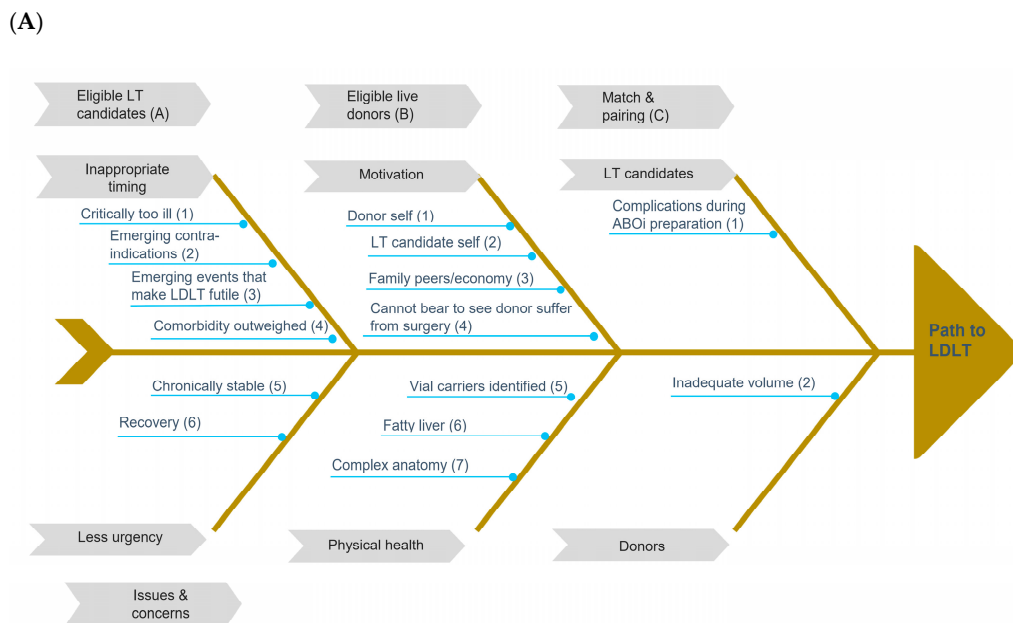 (A)
Eligible LT
candidates (A)
Eligible live
donors (B)
Match &
pairing (C)
Inappropriate
timing
Motivation
LT candidates
Critically too ill (1)
Emerging contra-
indications (2)
Emerging events that
make LDLT futile (3)
Comorbidity outweighed (4)
Donor self (1)
LT candidate self (2)
Family peers/economy (3)
Cannot bear to see donor suffer
from surgery (4)
Complications during
ABOi preparation (1)
Path to
LDLT
Chronically stable (5)
Recovery (6)
Vial carriers identified (5)
Fatty liver (6)
Complex anatomy (7)
Inadequate volume (2)
Less urgency
Physical health
Donors
Issues &
concerns